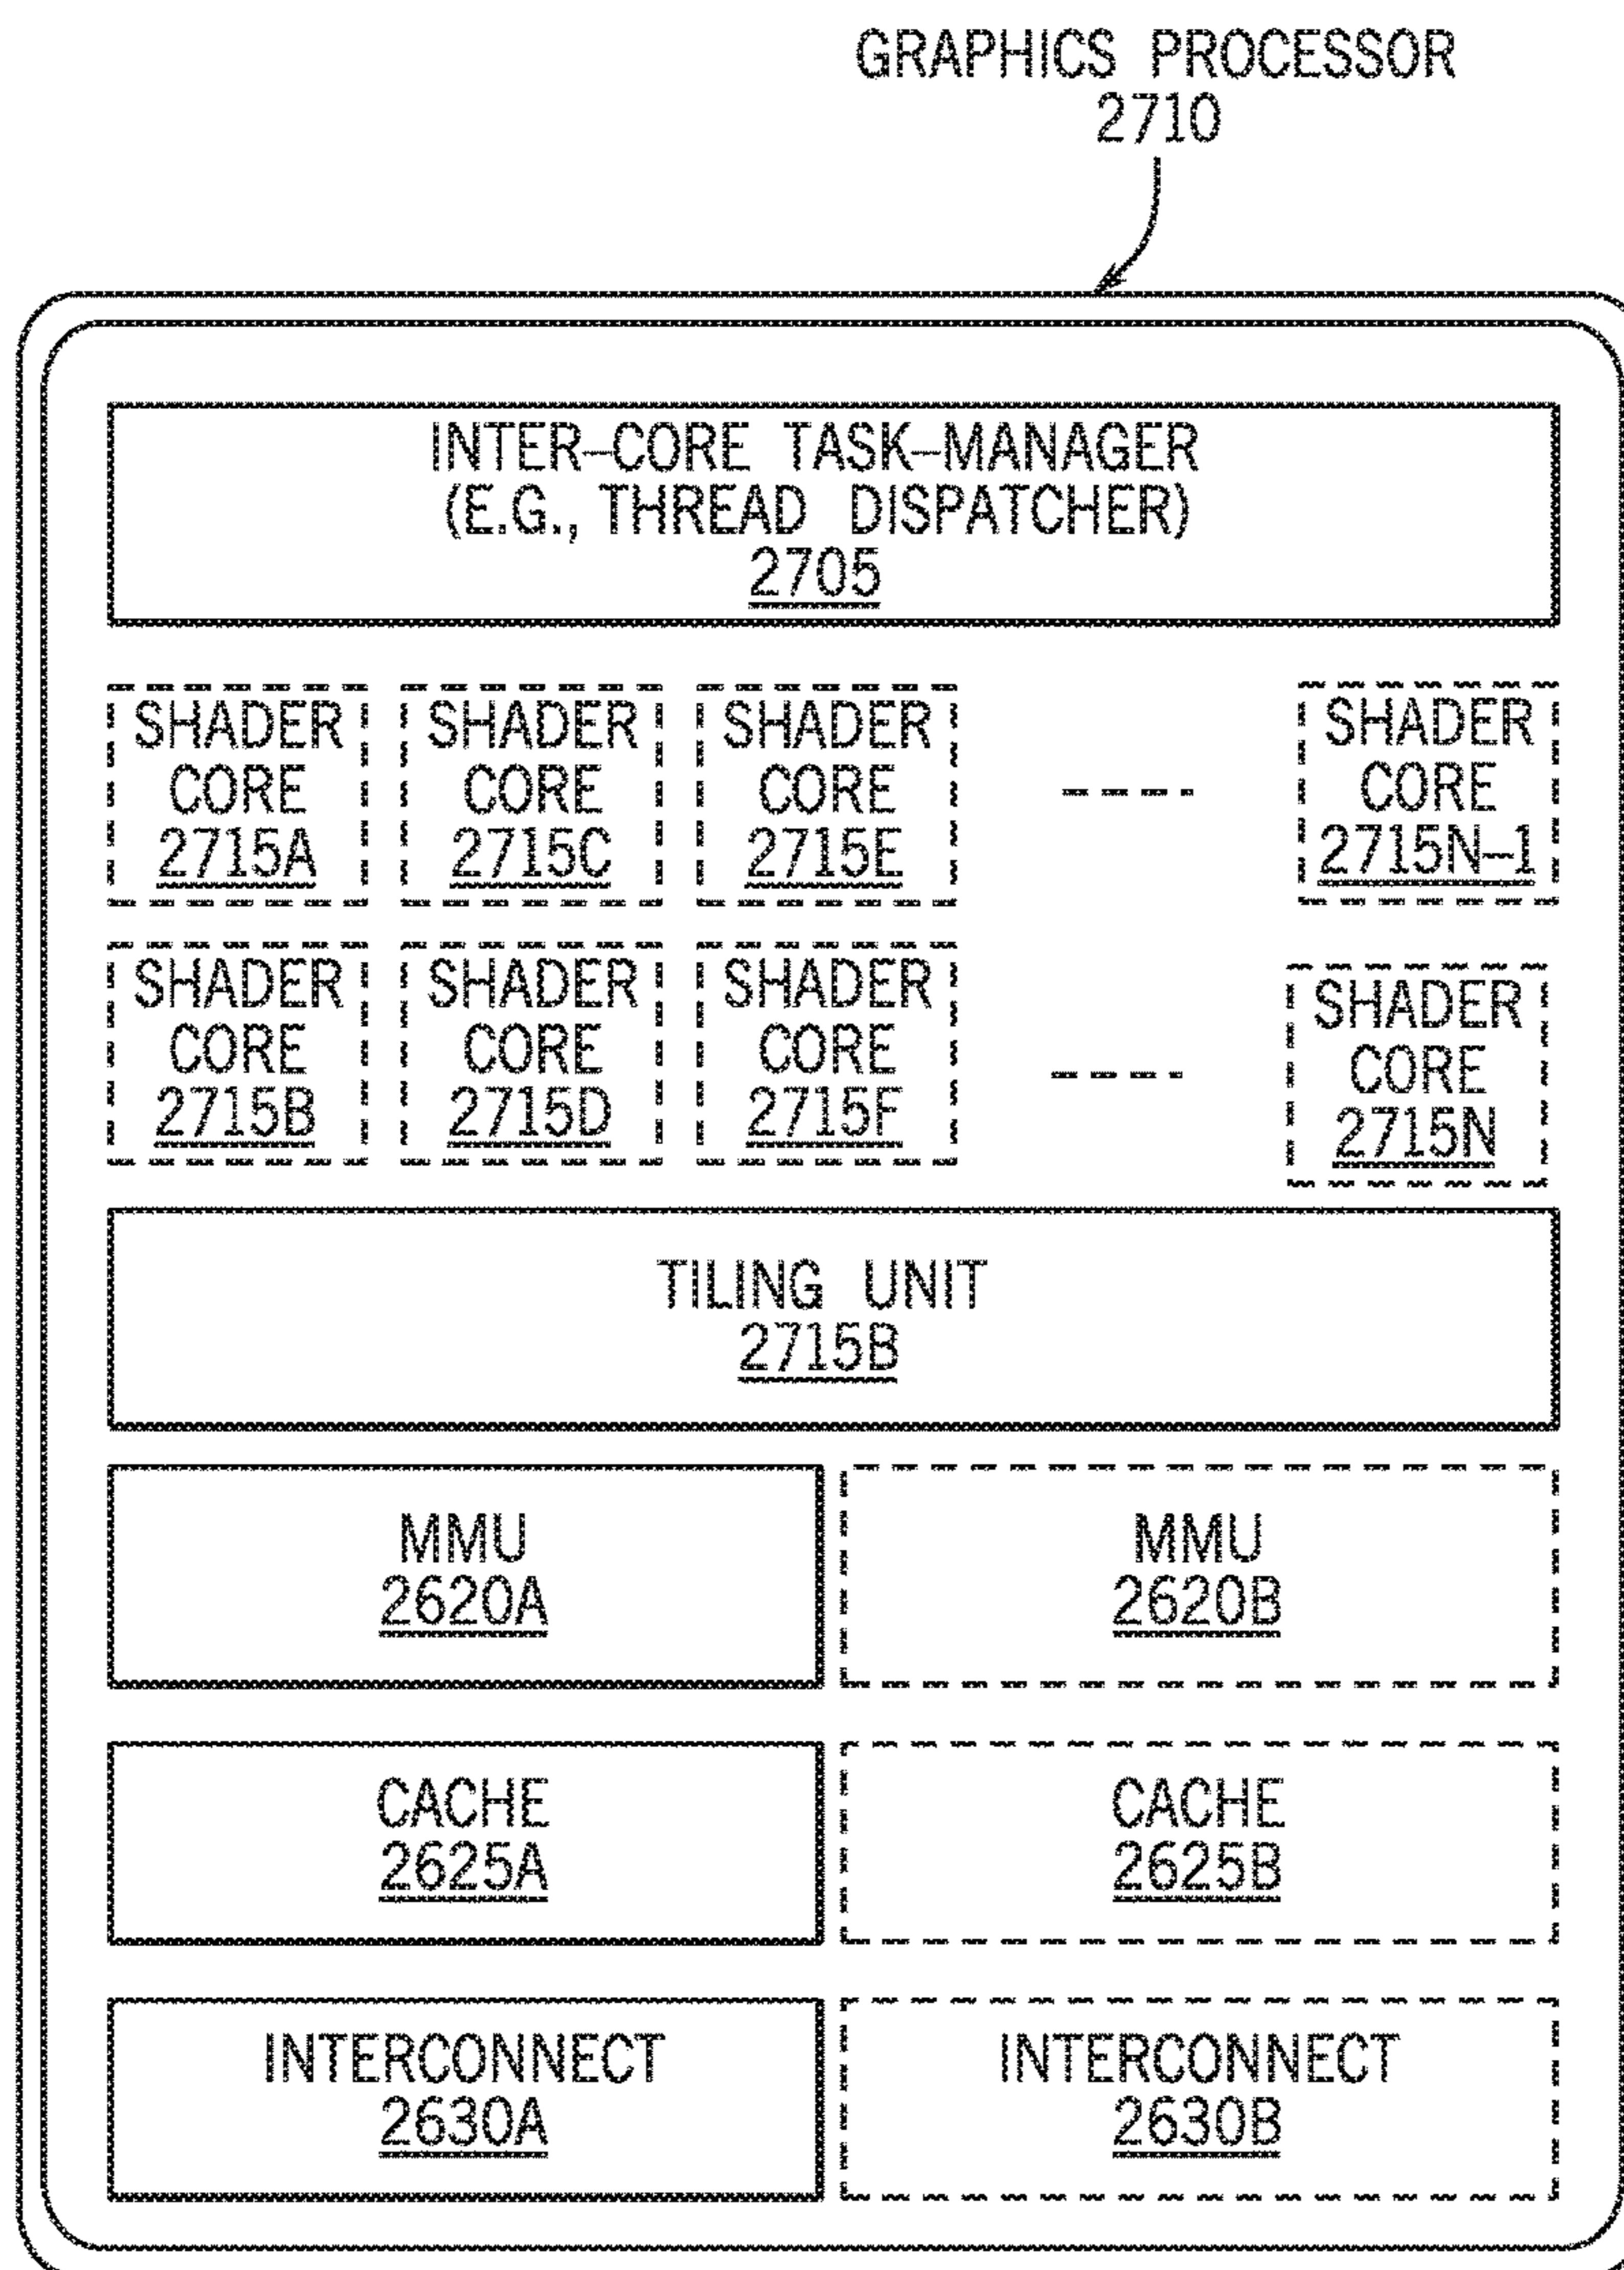 GRAPHICS PROCESSOR
2710
INTER–CORE TASK–MANAGER
(E.G., THREAD DISPATCHER)
2705
SHADER
CORE
2715A
SHADER
CORE
2715C
SHADER
CORE
2715E
SHADER
CORE
2715N–1
SHADER
CORE
2715B
SHADER
CORE
2715D
SHADER
CORE
2715F
SHADER
CORE
2715N
TILING UNIT
2715B
MMU
2620A
MMU
2620B
CACHE
2625A
CACHE
2625B
INTERCONNECT
2630A
INTERCONNECT
2630B